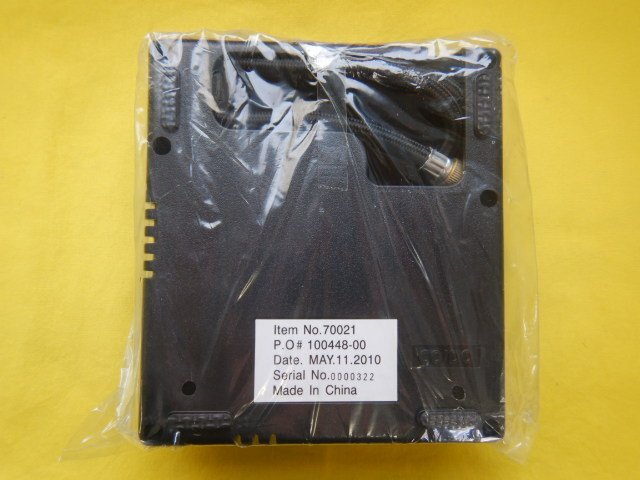 Item No.70021
P.O# 100448-00
Date. MAY.11.2010
Serial No.0000322
Made In China